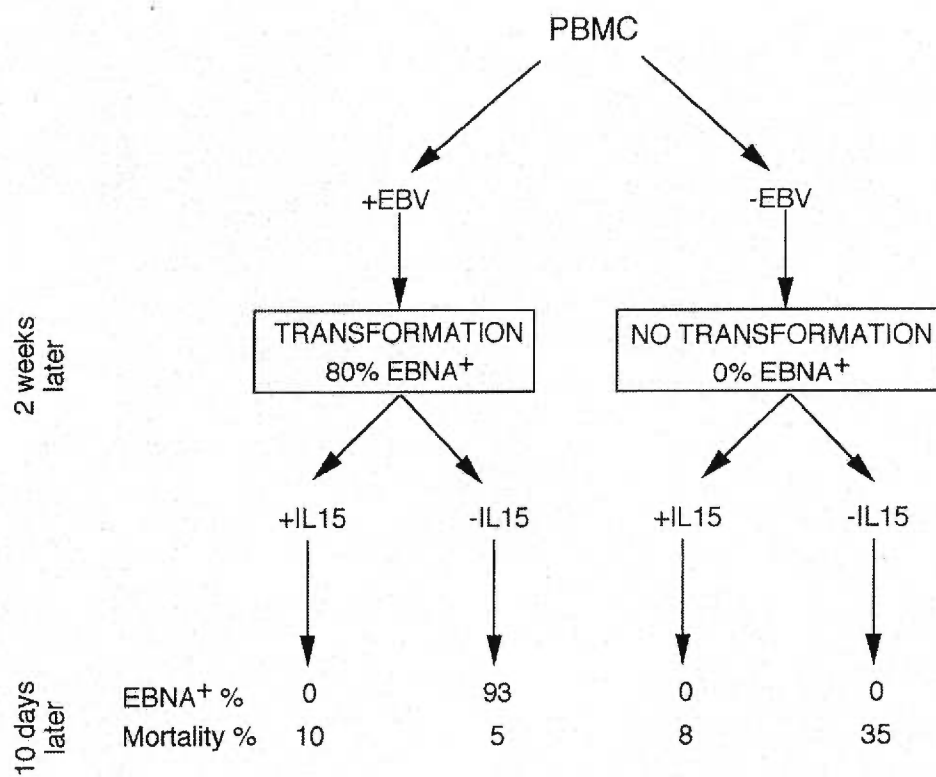 PBMC
+EBV -EBV
2 weeks
later
TRANSFORMATION
80% EBNA+
NO TRANSFORMATION
0% EBNA+
+IL15 -IL15 +IL15 -IL15
10 days
later
EBNA+ % 0 93 0 0
Mortality % 10 5 8 35